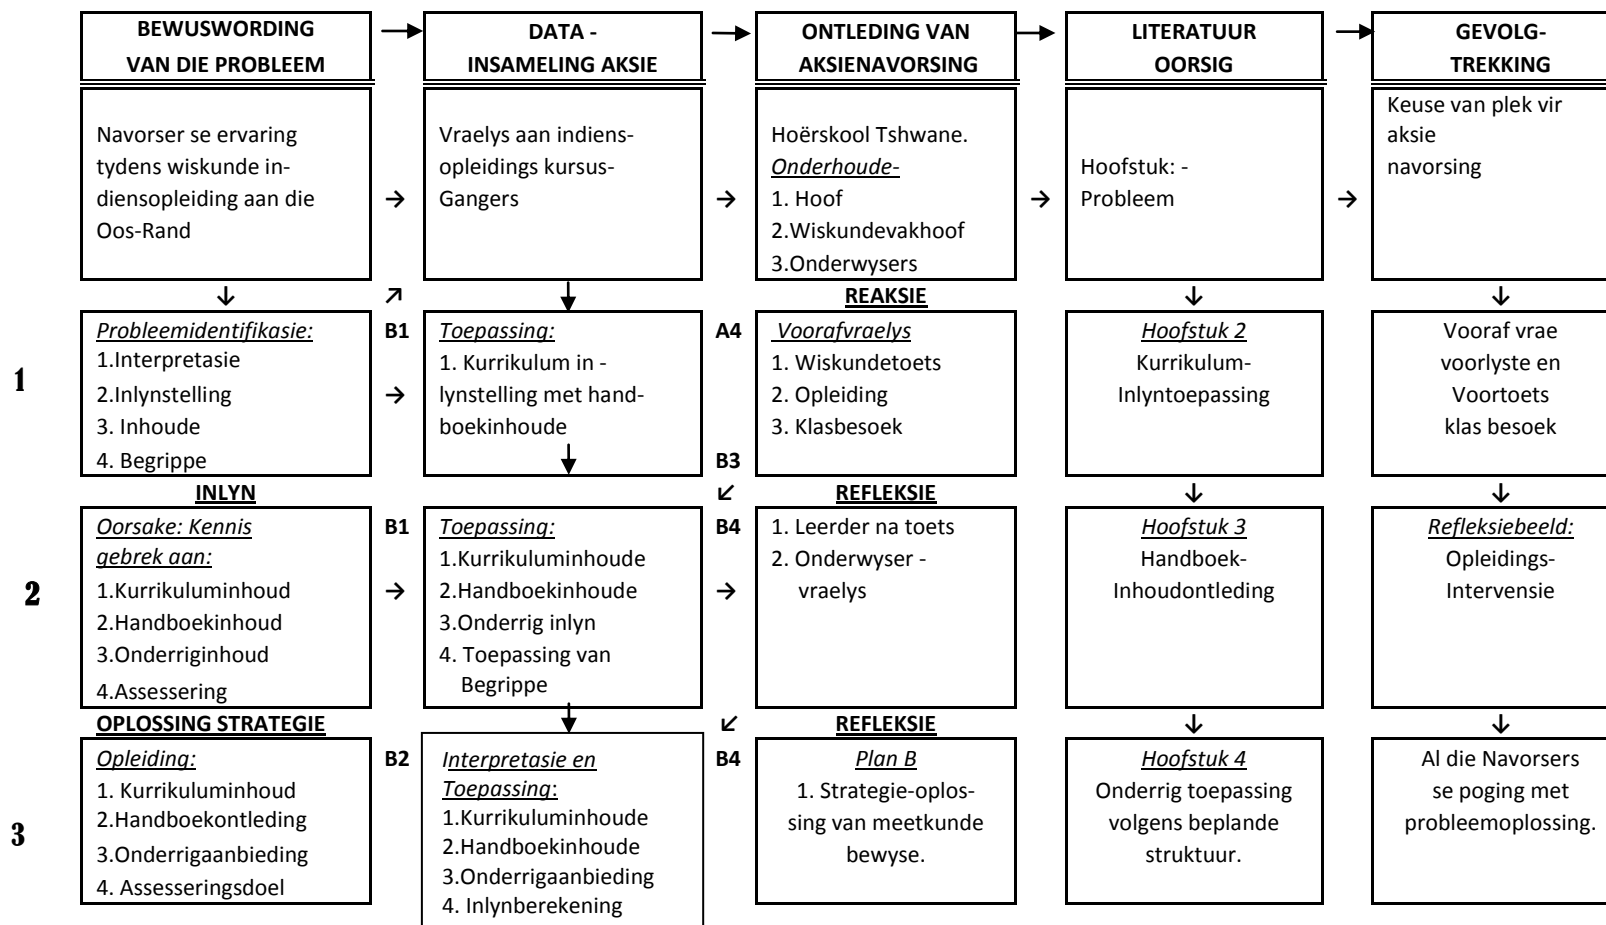 BEWUSWORDING
VAN DIE PROBLEEM
→
DATA -
INSAMELING AKSIE
→
ONTLEDING VAN
AKSIENAVORSING
→
LITERATUUR
OORSIG
→
GEVOLG-
TREKKING
Navorser se ervaring
tydens wiskunde in-
diensopleiding aan die
Oos-Rand
→
Vraelys aan indiens-
opleidings kursus-
Gangers
→
Hoërskool Tshwane.
Onderhoude-
1. Hoof
2.Wiskundevakhoof
3.Onderwysers
→
Hoofstuk: -
Probleem
→
Keuse van plek vir
aksie
navorsing
↓
↗
REAKSIE
↓
↓
1
Probleemidentifikasie:
1.Interpretasie
2.Inlynstelling
3. Inhoude
4. Begrippe
B1
→
Toepassing:
1. Kurrikulum in -
lynstelling met hand-
boekinhoude
A4
B3
Voorafvraelys
1. Wiskundetoets
2. Opleiding
3. Klasbesoek
Hoofstuk 2
Kurrikulum-
Inlyntoepassing
Vooraf vrae
voorlyste en
Voortoets
klas besoek
INLYN
↙
REFLEKSIE
↓
↓
2
Oorsake: Kennis
gebrek aan:
1.Kurrikuluminhoud
2.Handboekinhoud
3.Onderriginhoud
4.Assessering
B1
→
Toepassing:
1.Kurrikuluminhoude
2.Handboekinhoude
3.Onderrig inlyn
4. Toepassing van
Begrippe
B4
→
1. Leerder na toets
2. Onderwyser -
vraelys
Hoofstuk 3
Handboek-
Inhoudontleding
Refleksiebeeld:
Opleidings-
Intervensie
OPLOSSING STRATEGIE
↙
REFLEKSIE
↓
↓
3
Opleiding:
1. Kurrikuluminhoud
2.Handboekontleding
3.Onderrigaanbieding
4. Assesseringsdoel
B2
Interpretasie en
Toepassing:
1.Kurrikuluminhoude
2.Handboekinhoude
3.Onderrigaanbieding
4. Inlynberekening
B4
Plan B
1. Strategie-oplos-
sing van meetkunde
bewyse.
Hoofstuk 4
Onderrig toepassing
volgens beplande
struktuur.
Al die Navorsers
se poging met
probleemoplossing.